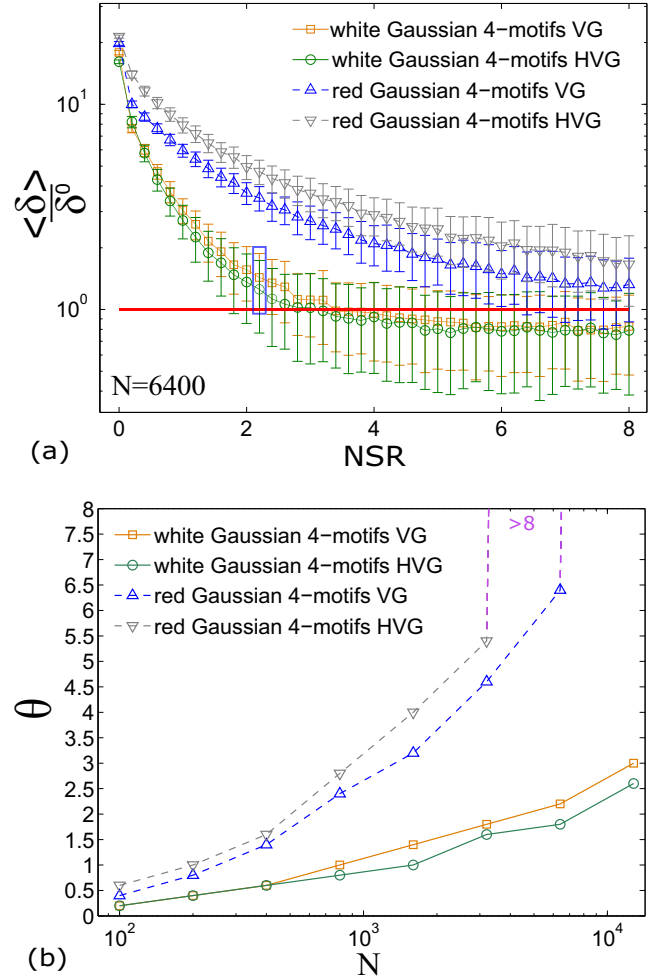 white Gaussian 4−motifs VG
white Gaussian 4−motifs HVG
red Gaussian 4−motifs VG
red Gaussian 4−motifs HVG
10¹
10⁰
<δ>
δ⁰
N=6400
0 2 4 6 8
NSR
(a)
8
7.5
7
6.5
6
5.5
5
4.5
4
3.5
3
2.5
2
1.5
1
0.5
0
>8
white Gaussian 4−motifs VG
white Gaussian 4−motifs HVG
red Gaussian 4−motifs VG
red Gaussian 4−motifs HVG
θ
10² 10³ 10⁴
N
(b)